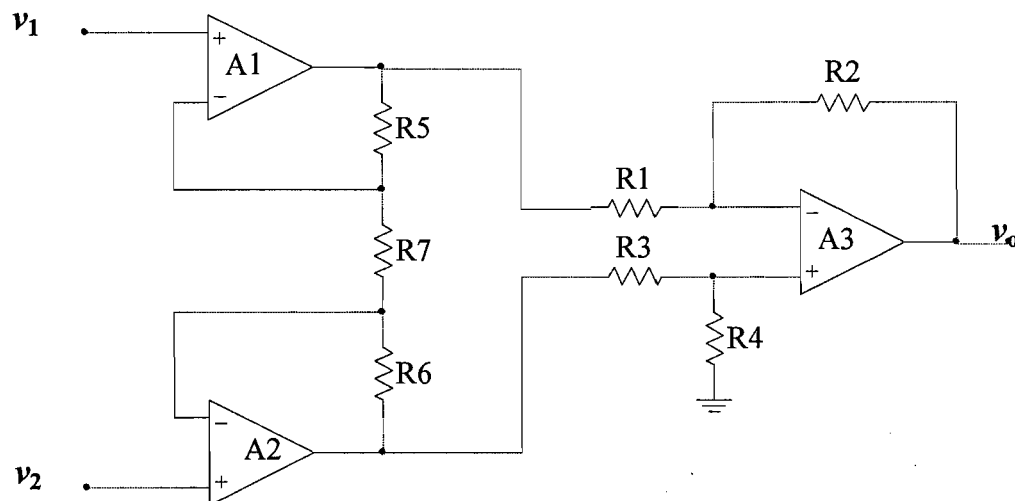 v1
+
A1
−
R5
R2
R1
−
A3
vo
R7
R3
+
R4
R6
−
A2
v2
+